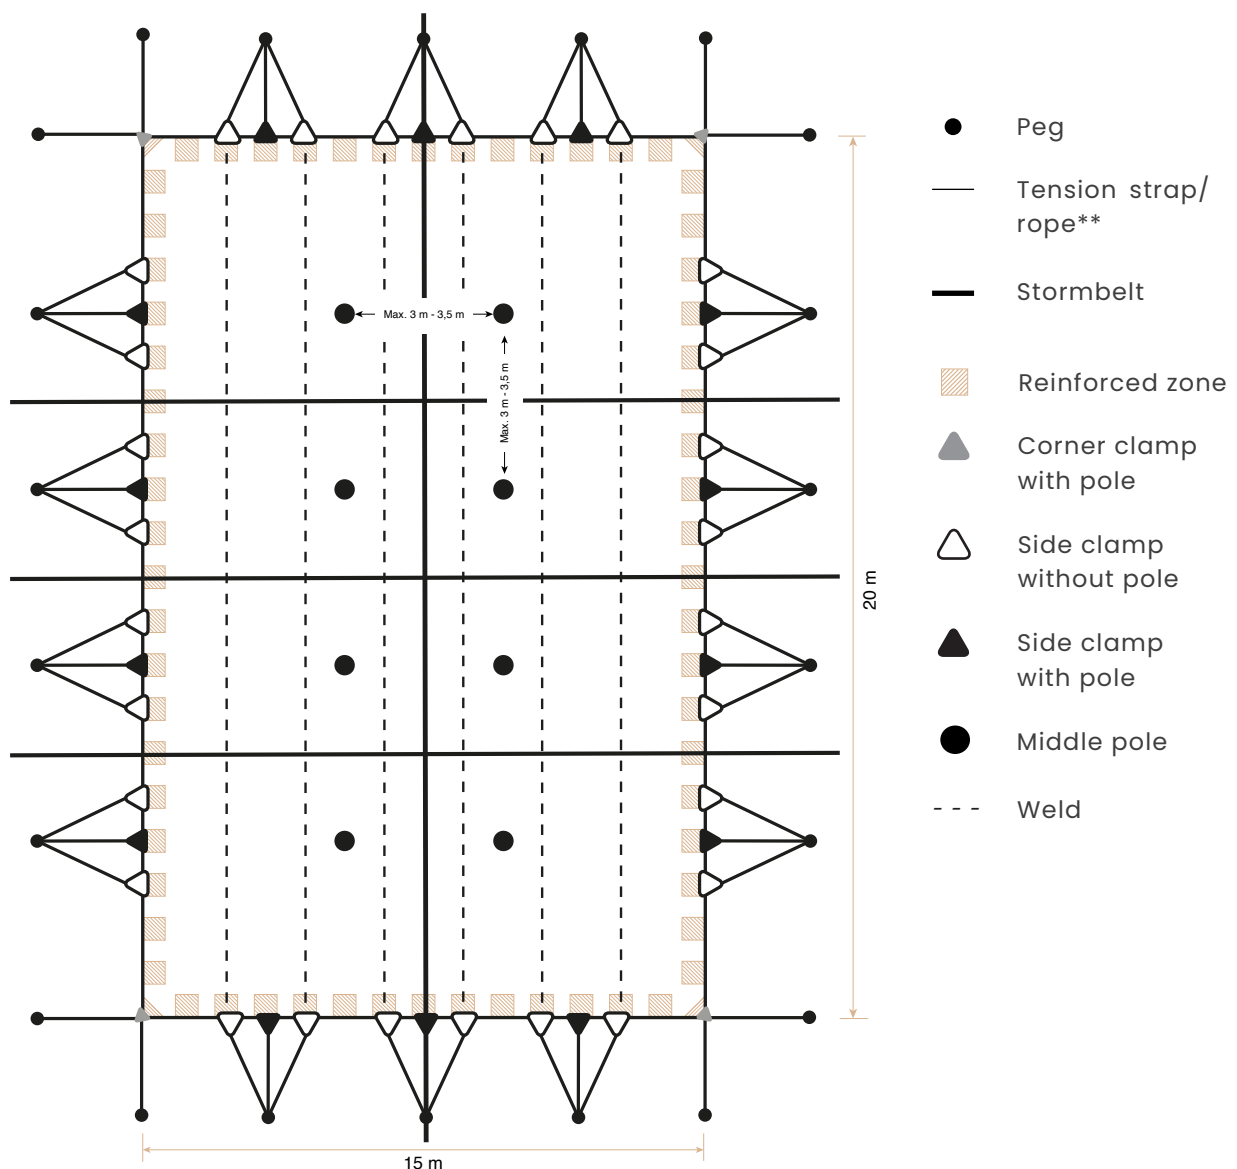 Peg
Tension strap/
rope**
Stormbelt
Max. 3 m - 3,5 m
Max. 3 m - 3,5 m
Reinforced zone
Corner clamp
with pole
Side clamp
without pole
20 m
Side clamp
with pole
Middle pole
Weld
15 m